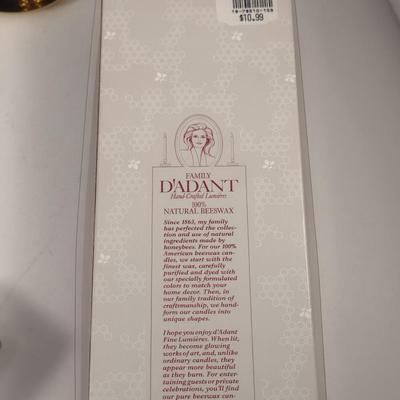 $10.99
FAMILY
D'ADANT
Hand-Crafted Lumières
100%
NATURAL BEESWAX
Since 1863, my family
has perfected the collec-
tion and use of natural
ingredients made by
honeybees. For our 100%
American beeswax can-
dles, we start with the
finest wax, carefully
purified and dyed with
our specially formulated
colors to match your
home decor. Then, in
our family tradition of
craftsmanship, we hand-
form our candles into
unique shapes.
I hope you enjoy d'Adant
Fine Lumières. When lit,
they become glowing
works of art, and, unlike
ordinary candles, they
appear more beautiful
as they burn. For enter-
taining guests or private
celebrations, you'll find
our pure beeswax can-